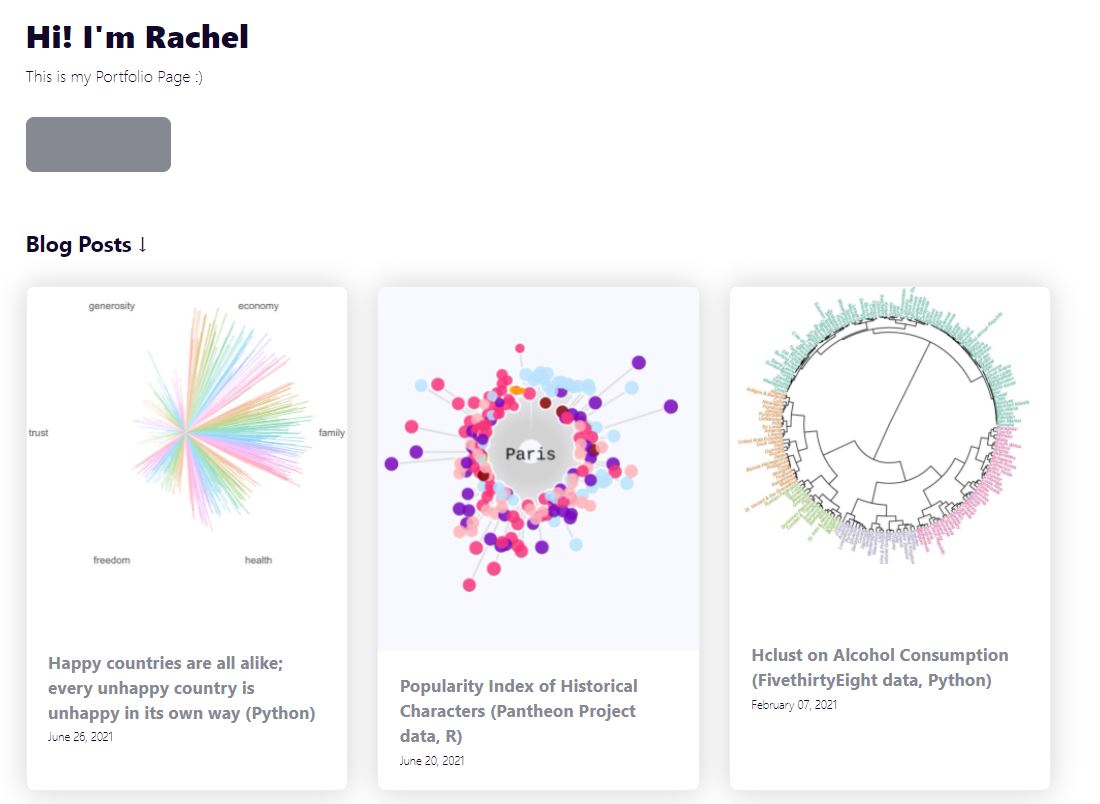 Hi! I'm Rachel
This is my Portfolio Page :)
Blog Posts ↓
generosity
economy
trust
family
freedom
health
Happy countries are all alike;
every unhappy country is
unhappy in its own way (Python)
June 26, 2021
Paris
Popularity Index of Historical
Characters (Pantheon Project
data, R)
June 20, 2021
Hclust on Alcohol Consumption
(FivethirtyEight data, Python)
February 07, 2021